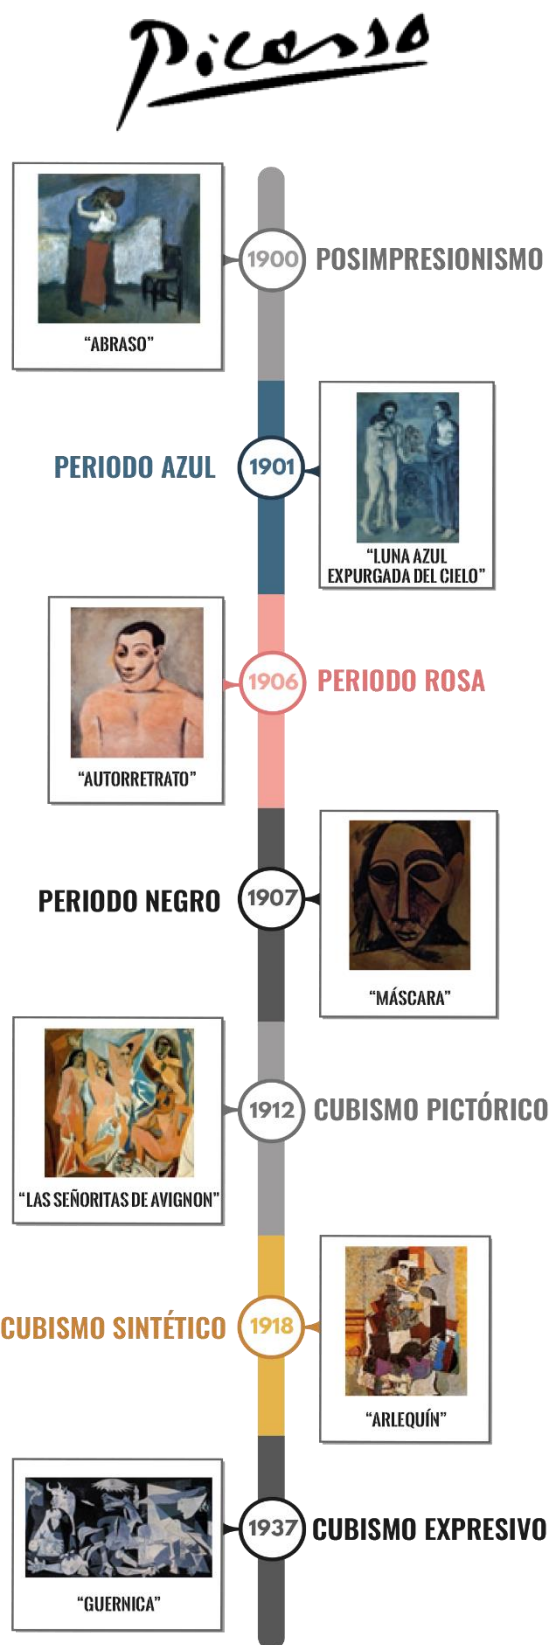 Picasso
1900
POSIMPRESIONISMO
“ABRASO”
PERIODO AZUL
1901
“LUNA AZUL
EXPURGADA DEL CIELO”
1906
PERIODO ROSA
“AUTORRETRATO”
PERIODO NEGRO
1907
“MÁSCARA”
1912
CUBISMO PICTÓRICO
“LAS SEÑORITAS DE AVIGNON”
CUBISMO SINTÉTICO
1918
“ARLEQUÍN”
1937
CUBISMO EXPRESIVO
“GUERNICA”